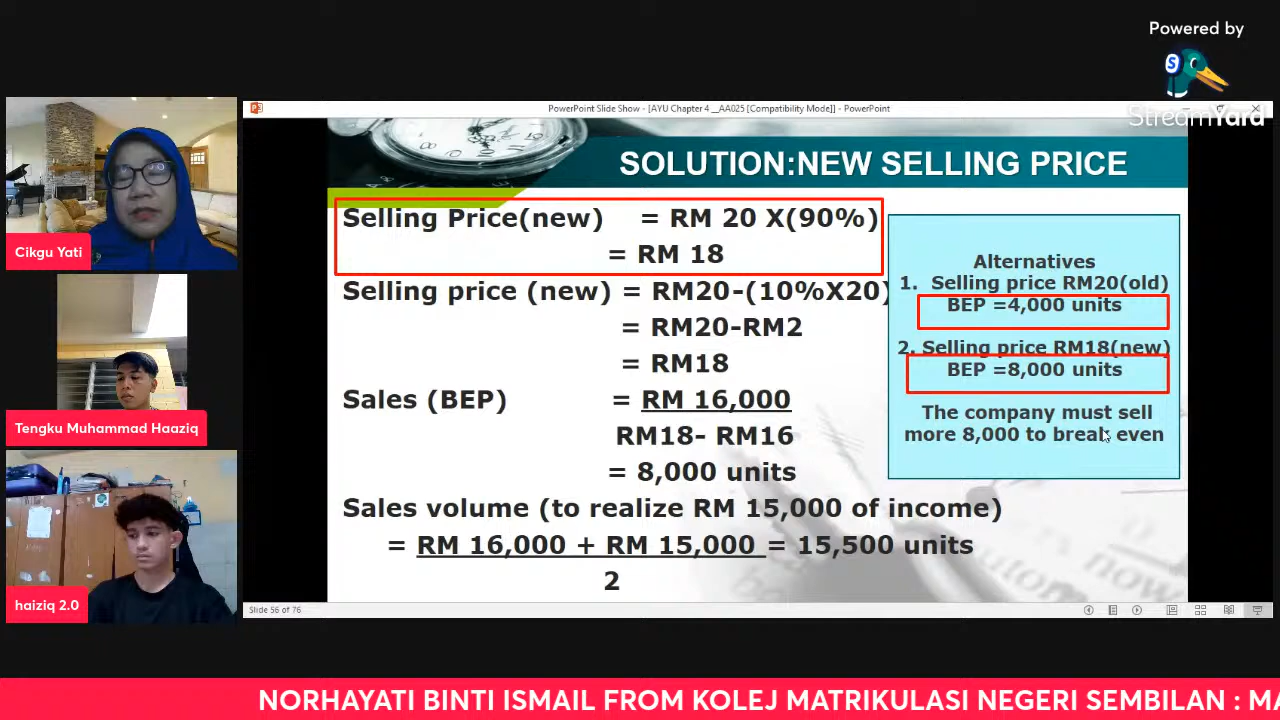 Powered by
StreamYard
PowerPoint Slide Show - [AYU Chapter 4 _AA025 [Compatibility Mode]] - PowerPoint
SOLUTION:NEW SELLING PRICE
Selling Price(new) = RM 20 X(90%)
= RM 18
Selling price (new) = RM20-(10%X20)
= RM20-RM2
= RM18
Sales (BEP) = RM 16,000
RM18- RM16
= 8,000 units
Sales volume (to realize RM 15,000 of income)
= RM 16,000 + RM 15,000 = 15,500 units
2
Alternatives
1. Selling price RM20(old)
BEP =4,000 units
2. Selling price RM18(new)
BEP =8,000 units
The company must sell
more 8,000 to break even
Slide 56 of 76
Cikgu Yati
Tengku Muhammad Haaziq
haiziq 2.0
NORHAYATI BINTI ISMAIL FROM KOLEJ MATRIKULASI NEGERI SEMBILAN : MA